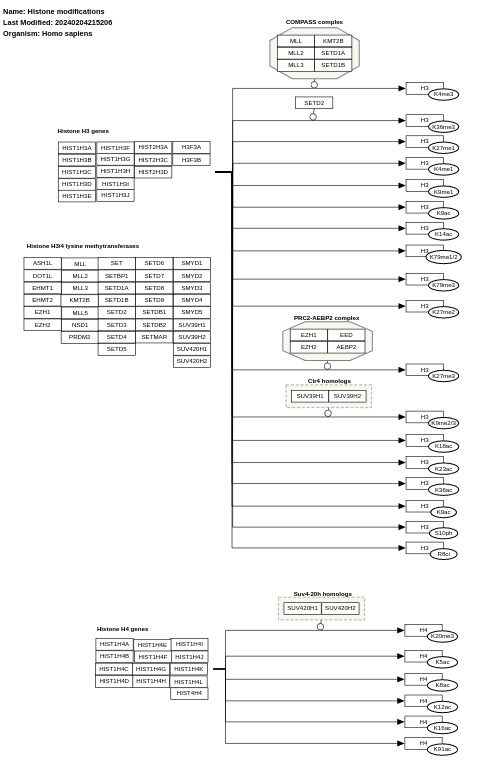 Name: Histone modifications
Last Modified: 20240204215206
Organism: Homo sapiens
COMPASS complex
MLL KMT2B
MLL2 SETD1A
MLL3 SETD1B
H3 K4me3
SETD2
H3 K36me3
Histone H3 genes
HIST1H3A HIST1H3F HIST2H3A H3F3A
HIST1H3B HIST1H3G HIST2H3C H3F3B
HIST1H3C HIST1H3H HIST2H3D
HIST1H3D HIST1H3I
HIST1H3E HIST1H3J
H3 K27me1
H3 K4me1
H3 K9me1
H3 K9ac
H3 K14ac
H3 K79me1/2
H3 K79me3
H3 K27me2
Histone H3/4 lysine methytransferases
ASH1L MLL SET SETD6 SMYD1
DOT1L MLL2 SETBP1 SETD7 SMYD2
EHMT1 MLL3 SETD1A SETD8 SMYD3
EHMT2 KMT2B SETD1B SETD9 SMYD4
EZH1 MLL5 SETD2 SETDB1 SMYD5
EZH2 NSD1 SETD3 SETDB2 SUV39H1
PRDM2 SETD4 SETMAR SUV39H2
SETD5 SUV420H1
SUV420H2
PRC2-AEBP2 complex
EZH1 EED
EZH2 AEBP2
H3 K27me3
Clr4 homologs
SUV39H1 SUV39H2
H3 K9me2/3
H3 K18ac
H3 K23ac
H3 K36ac
H3 K9ac
H3 S10ph
H3 R8ci
Suv4-20h homologs
SUV420H1 SUV420H2
Histone H4 genes
HIST1H4A HIST1H4E HIST1H4I
HIST1H4B HIST1H4F HIST1H4J
HIST1H4C HIST1H4G HIST1H4K
HIST1H4D HIST1H4H HIST1H4L
HIST4H4
H4 K20me3
H4 K5ac
H4 K8ac
H4 K12ac
H4 K16ac
H4 K91ac